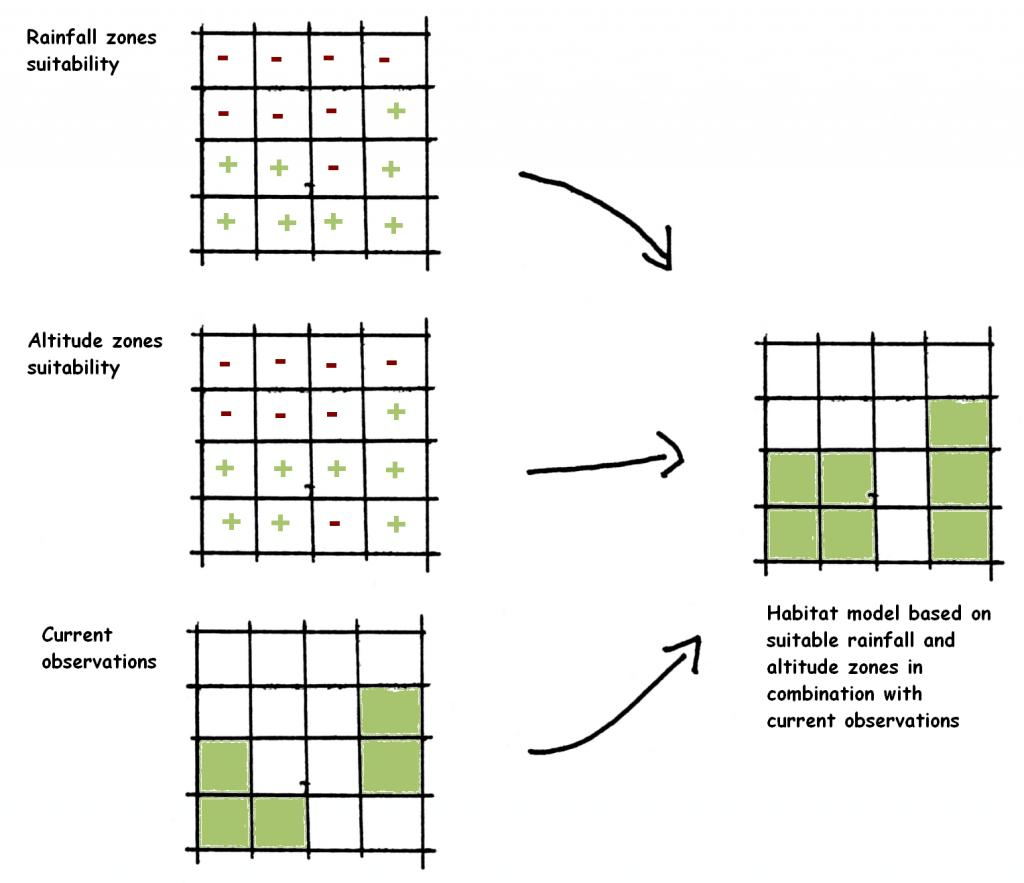 Rainfall zones
suitability
- - - -
- - - +
+ + - +
+ + + +
Altitude zones
suitability
- - - -
- - - +
+ + + +
+ + - +
Current
observations
Habitat model based on
suitable rainfall and
altitude zones in
combination with
current observations